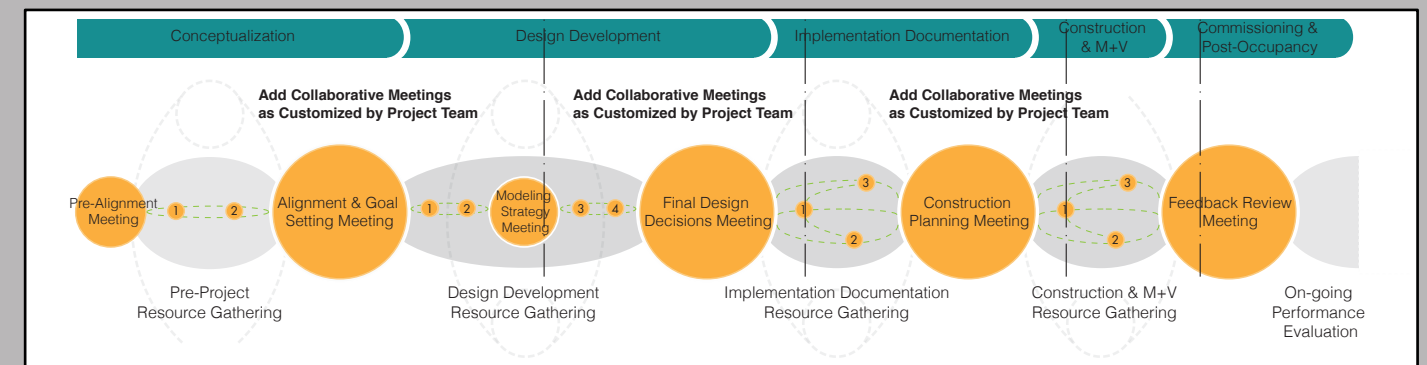 Conceptualization
Design Development
Implementation Documentation
Construction
& M+V
Commissioning &
Post-Occupancy
Add Collaborative Meetings
as Customized by Project Team
Add Collaborative Meetings
as Customized by Project Team
Add Collaborative Meetings
as Customized by Project Team
Pre-Alignment
Meeting
1
2
Alignment & Goal
Setting Meeting
1
2
Modeling
Strategy
Meeting
3
4
Final Design
Decisions Meeting
1
3
2
Construction
Planning Meeting
1
3
2
Feedback Review
Meeting
Pre-Project
Resource Gathering
Design Development
Resource Gathering
Implementation Documentation
Resource Gathering
Construction & M+V
Resource Gathering
On-going
Performance
Evaluation